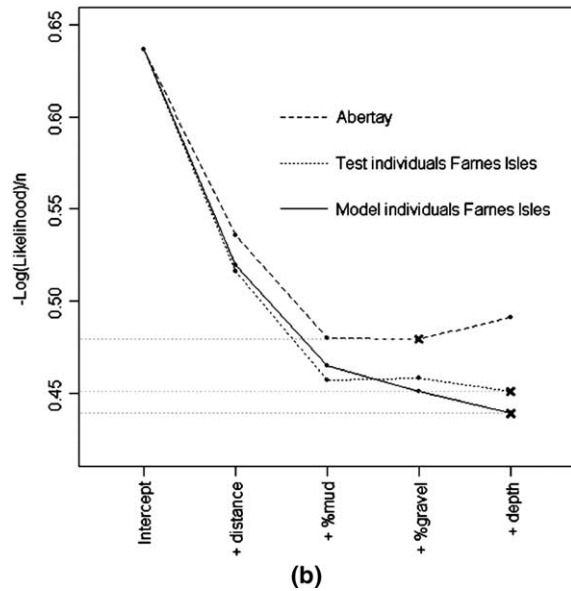 0.65
0.60
0.55
0.50
0.45
-Log(Likelihood)/n
Abertay
Test individuals Farnes Isles
Model individuals Farnes Isles
Intercept
+ distance
+ %mud
+ %gravel
+ depth
(b)